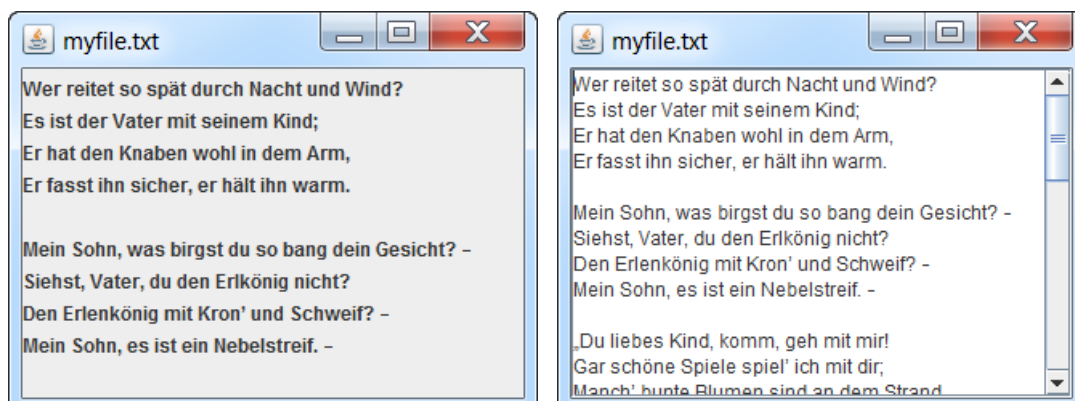 myfile.txt
Wer reitet so spät durch Nacht und Wind?
Es ist der Vater mit seinem Kind;
Er hat den Knaben wohl in dem Arm,
Er fasst ihn sicher, er hält ihn warm.
Mein Sohn, was birgst du so bang dein Gesicht? –
Siehst, Vater, du den Erlkönig nicht?
Den Erlenkönig mit Kron’ und Schweif? –
Mein Sohn, es ist ein Nebelstreif. –
myfile.txt
Wer reitet so spät durch Nacht und Wind?
Es ist der Vater mit seinem Kind;
Er hat den Knaben wohl in dem Arm,
Er fasst ihn sicher, er hält ihn warm.
Mein Sohn, was birgst du so bang dein Gesicht? –
Siehst, Vater, du den Erlkönig nicht?
Den Erlenkönig mit Kron’ und Schweif? –
Mein Sohn, es ist ein Nebelstreif. –
„Du liebes Kind, komm, geh mit mir!
Gar schöne Spiele spiel’ ich mit dir;
Manch’ bunte Blumen sind an dem Strand